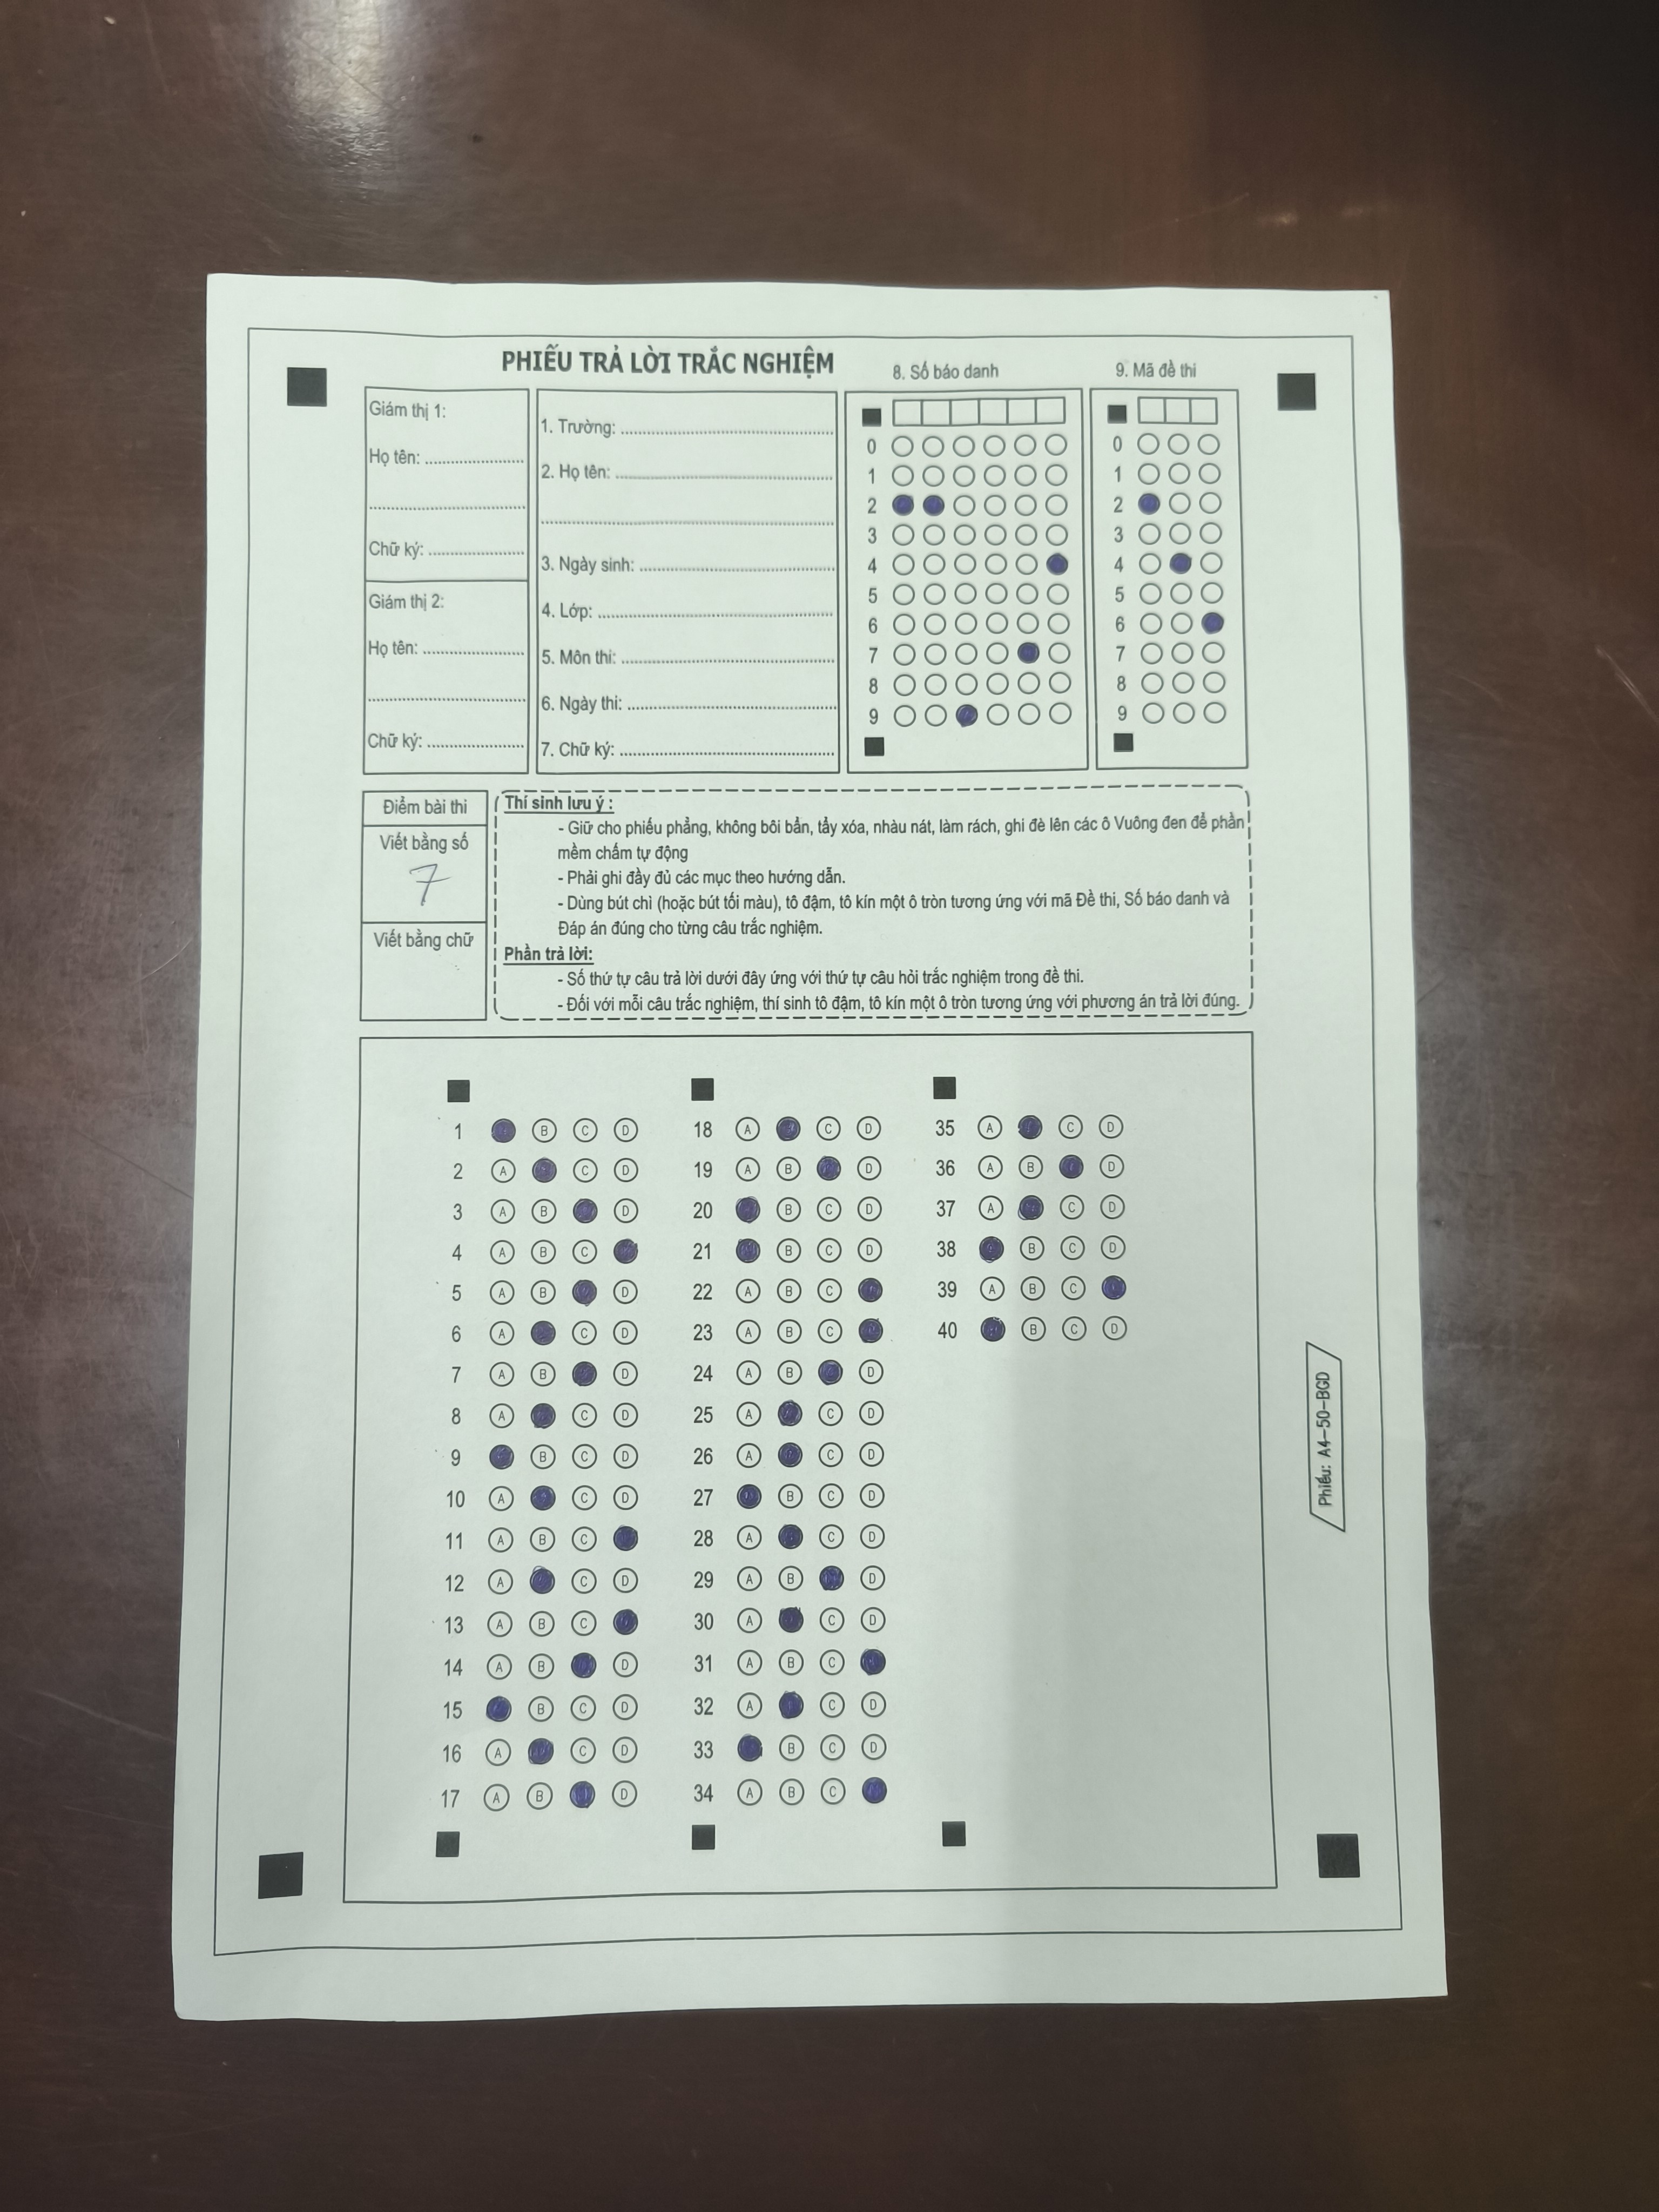 PHIẾU TRẢ LỜI TRẮC NGHIỆM
8. Số báo danh
9. Mã đề thi
Giám thị 1:
Họ tên: ....................
................................
Chữ ký: ....................
Giám thị 2:
Họ tên: ....................
................................
Chữ ký: ....................
1. Trường: ....................
2. Họ tên: ....................
................................
3. Ngày sinh: ....................
4. Lớp: ....................
5. Môn thi: ....................
6. Ngày thi: ....................
7. Chữ ký: ....................
0 0
1 1
2 2
3 3
4 4
5 5
6 6
7 7
8 8
9 9
Điểm bài thi
Viết bằng số
7
Viết bằng chữ
Thí sinh lưu ý :
- Giữ cho phiếu phẳng, không bôi bẩn, tẩy xóa, nhàu nát, làm rách, ghi đè lên các ô Vuông đen để phần
mềm chấm tự động
- Phải ghi đầy đủ các mục theo hướng dẫn.
- Dùng bút chì (hoặc bút tối màu), tô đậm, tô kín một ô tròn tương ứng với mã Đề thi, Số báo danh và
Đáp án đúng cho từng câu trắc nghiệm.
Phần trả lời:
- Số thứ tự câu trả lời dưới đây ứng với thứ tự câu hỏi trắc nghiệm trong đề thi.
- Đối với mỗi câu trắc nghiệm, thí sinh tô đậm, tô kín một ô tròn tương ứng với phương án trả lời đúng.
1 B C D
2 A C D
3 A B D
4 A B C
5 A B D
6 A C D
7 A B D
8 A C D
9 B C D
10 A C D
11 A B C
12 A C D
13 A B C
14 A B D
15 B C D
16 A C D
17 A B D
18 A C D
19 A B D
20 B C D
21 B C D
22 A B C
23 A B C
24 A B D
25 A C D
26 A C D
27 B C D
28 A C D
29 A B D
30 A C D
31 A B C
32 A C D
33 B C D
34 A B C
35 A C D
36 A B D
37 A C D
38 B C D
39 A B C
40 B C D
Phiếu: A4-50-BGD